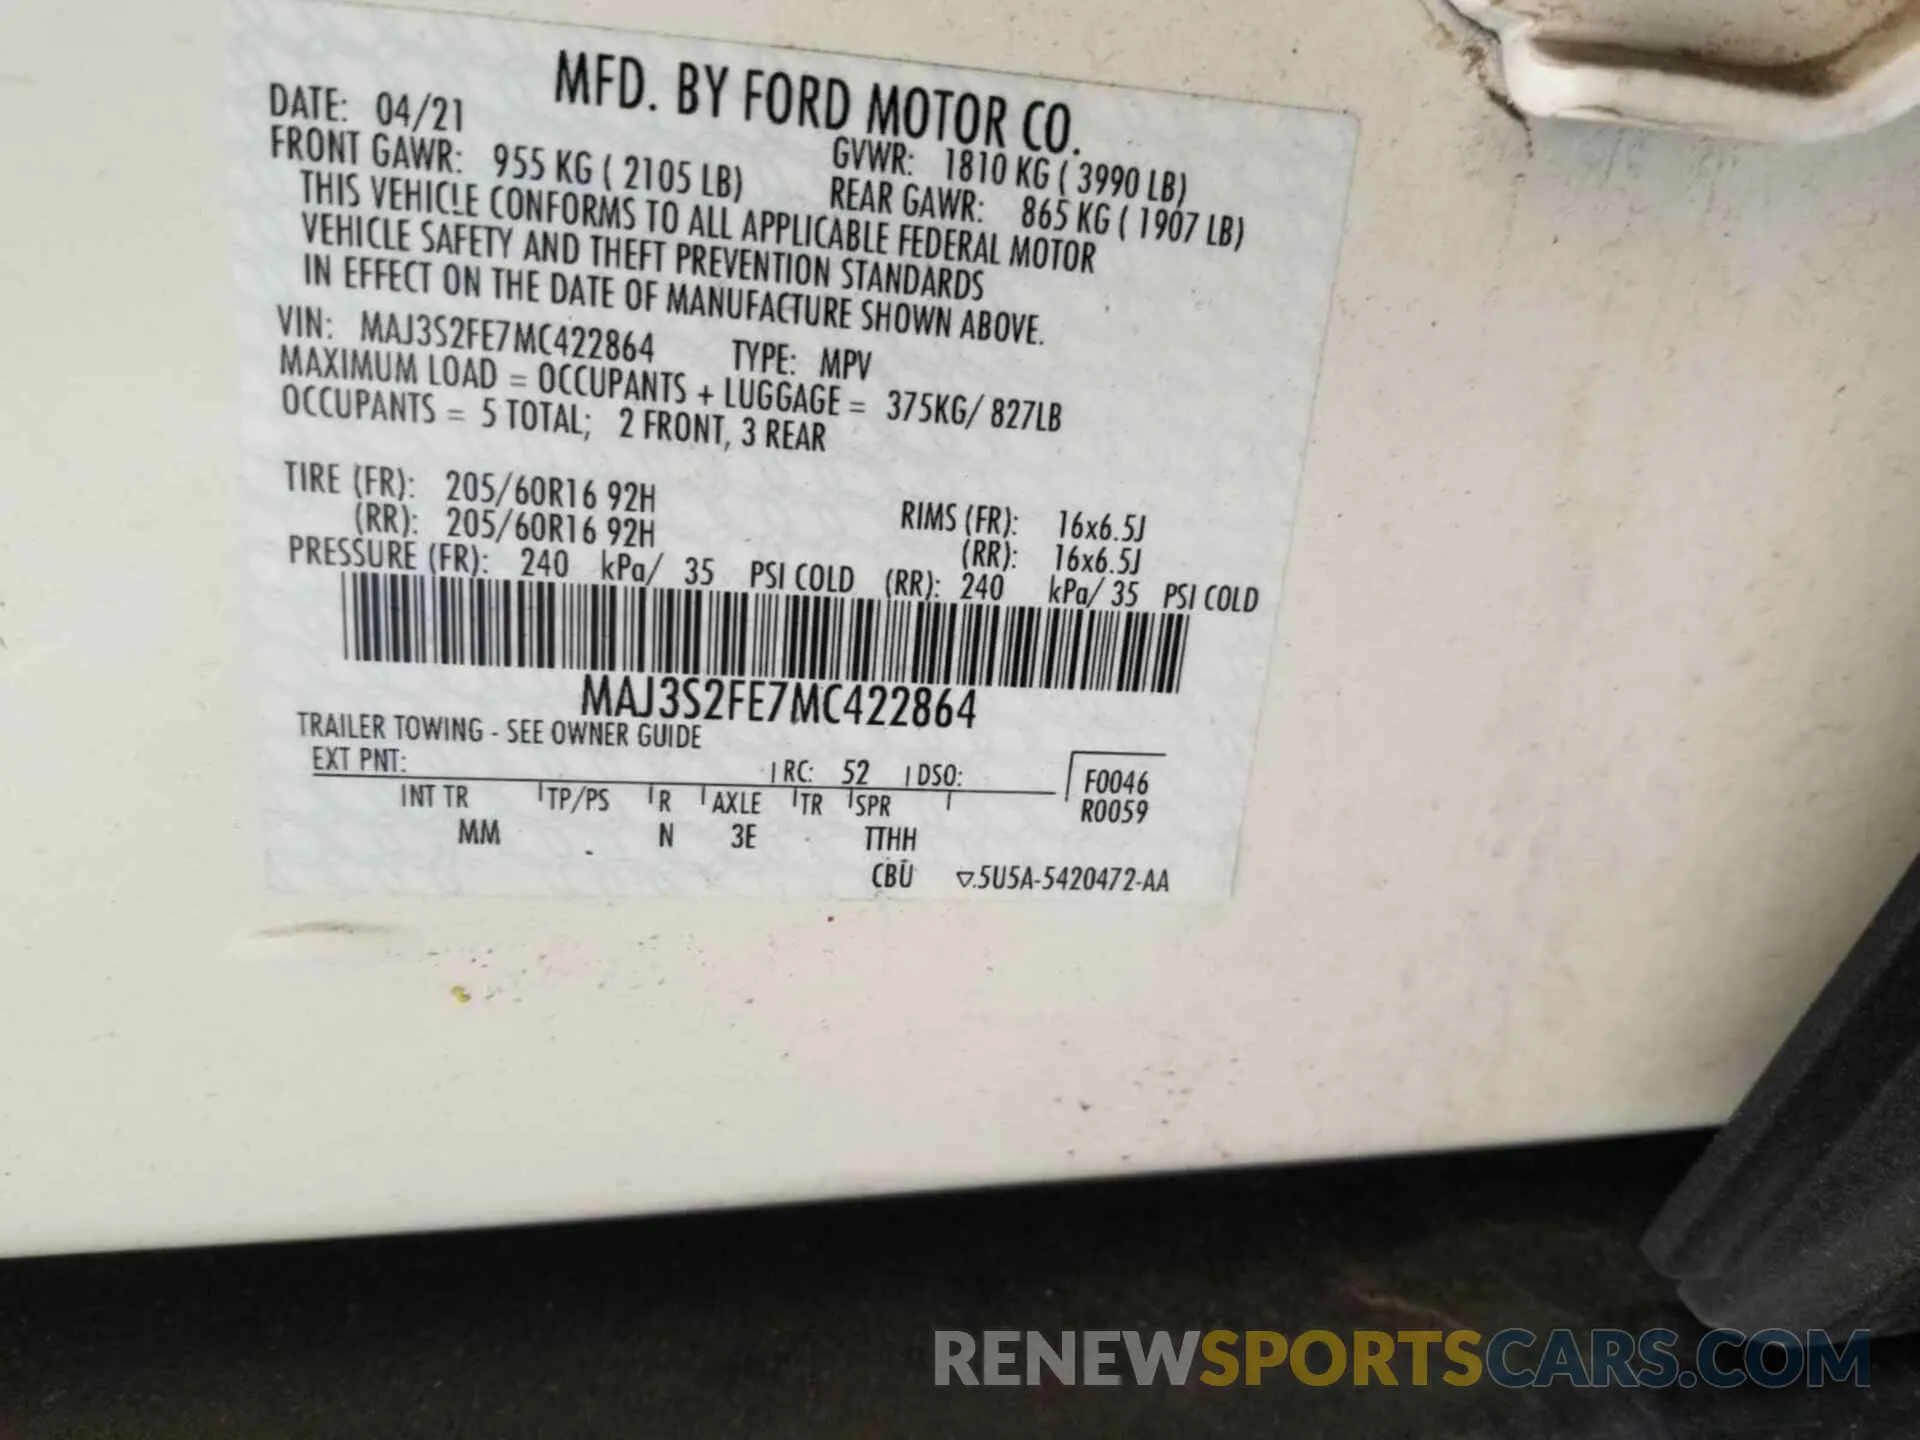 MFD. BY FORD MOTOR CO.
DATE: 04/21 GVWR: 1810 KG ( 3990 LB)
FRONT GAWR: 955 KG ( 2105 LB) REAR GAWR: 865 KG ( 1907 LB)
THIS VEHICLE CONFORMS TO ALL APPLICABLE FEDERAL MOTOR
VEHICLE SAFETY AND THEFT PREVENTION STANDARDS
IN EFFECT ON THE DATE OF MANUFACTURE SHOWN ABOVE.
VIN: MAJ3S2FE7MC422864 TYPE: MPV
MAXIMUM LOAD = OCCUPANTS + LUGGAGE = 375KG/ 827LB
OCCUPANTS = 5 TOTAL; 2 FRONT, 3 REAR
TIRE (FR): 205/60R16 92H RIMS (FR): 16x6.5J
(RR): 205/60R16 92H (RR): 16x6.5J
PRESSURE (FR): 240 kPa/ 35 PSI COLD (RR): 240 kPa/ 35 PSI COLD
MAJ3S2FE7MC422864
TRAILER TOWING - SEE OWNER GUIDE
EXT PNT: RC: 52 DSO: F0046
INT TR TP/PS R AXLE TR SPR R0059
MM N 3E TTHH
CBU ▽.5U5A-5420472-AA
RENEWSPORTSCARS.COM